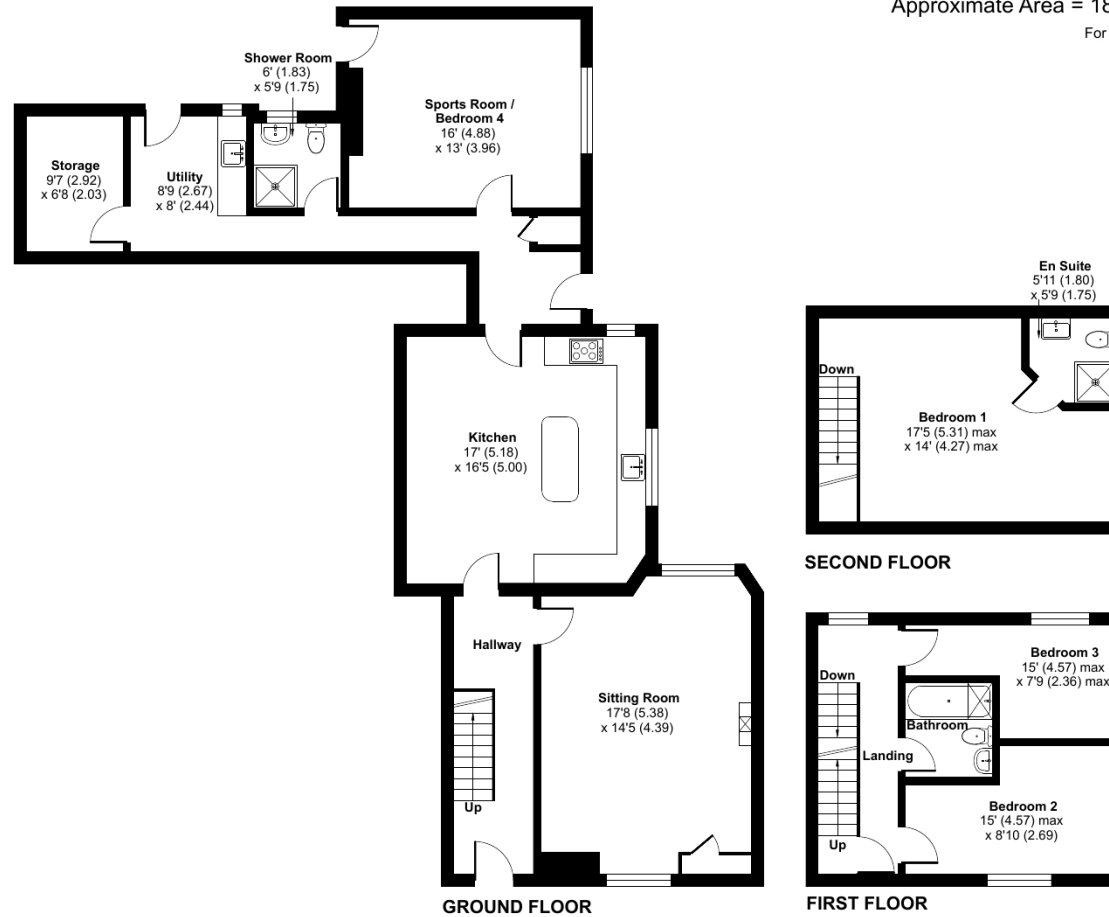 Approximate Area = 18
For
Shower Room
6' (1.83)
x 5'9 (1.75)
Sports Room /
Bedroom 4
16' (4.88)
x 13' (3.96)
Storage
9'7 (2.92)
x 6'8 (2.03)
Utility
8'9 (2.67)
x 8' (2.44)
Kitchen
17' (5.18)
x 16'5 (5.00)
Hallway
Sitting Room
17'8 (5.38)
x 14'5 (4.39)
Up
GROUND FLOOR
En Suite
5'11 (1.80)
x 5'9 (1.75)
Down
Bedroom 1
17'5 (5.31) max
x 14' (4.27) max
SECOND FLOOR
Bedroom 3
15' (4.57) max
x 7'9 (2.36) max
Down
Bathroom
Landing
Bedroom 2
15' (4.57) max
x 8'10 (2.69)
Up
FIRST FLOOR